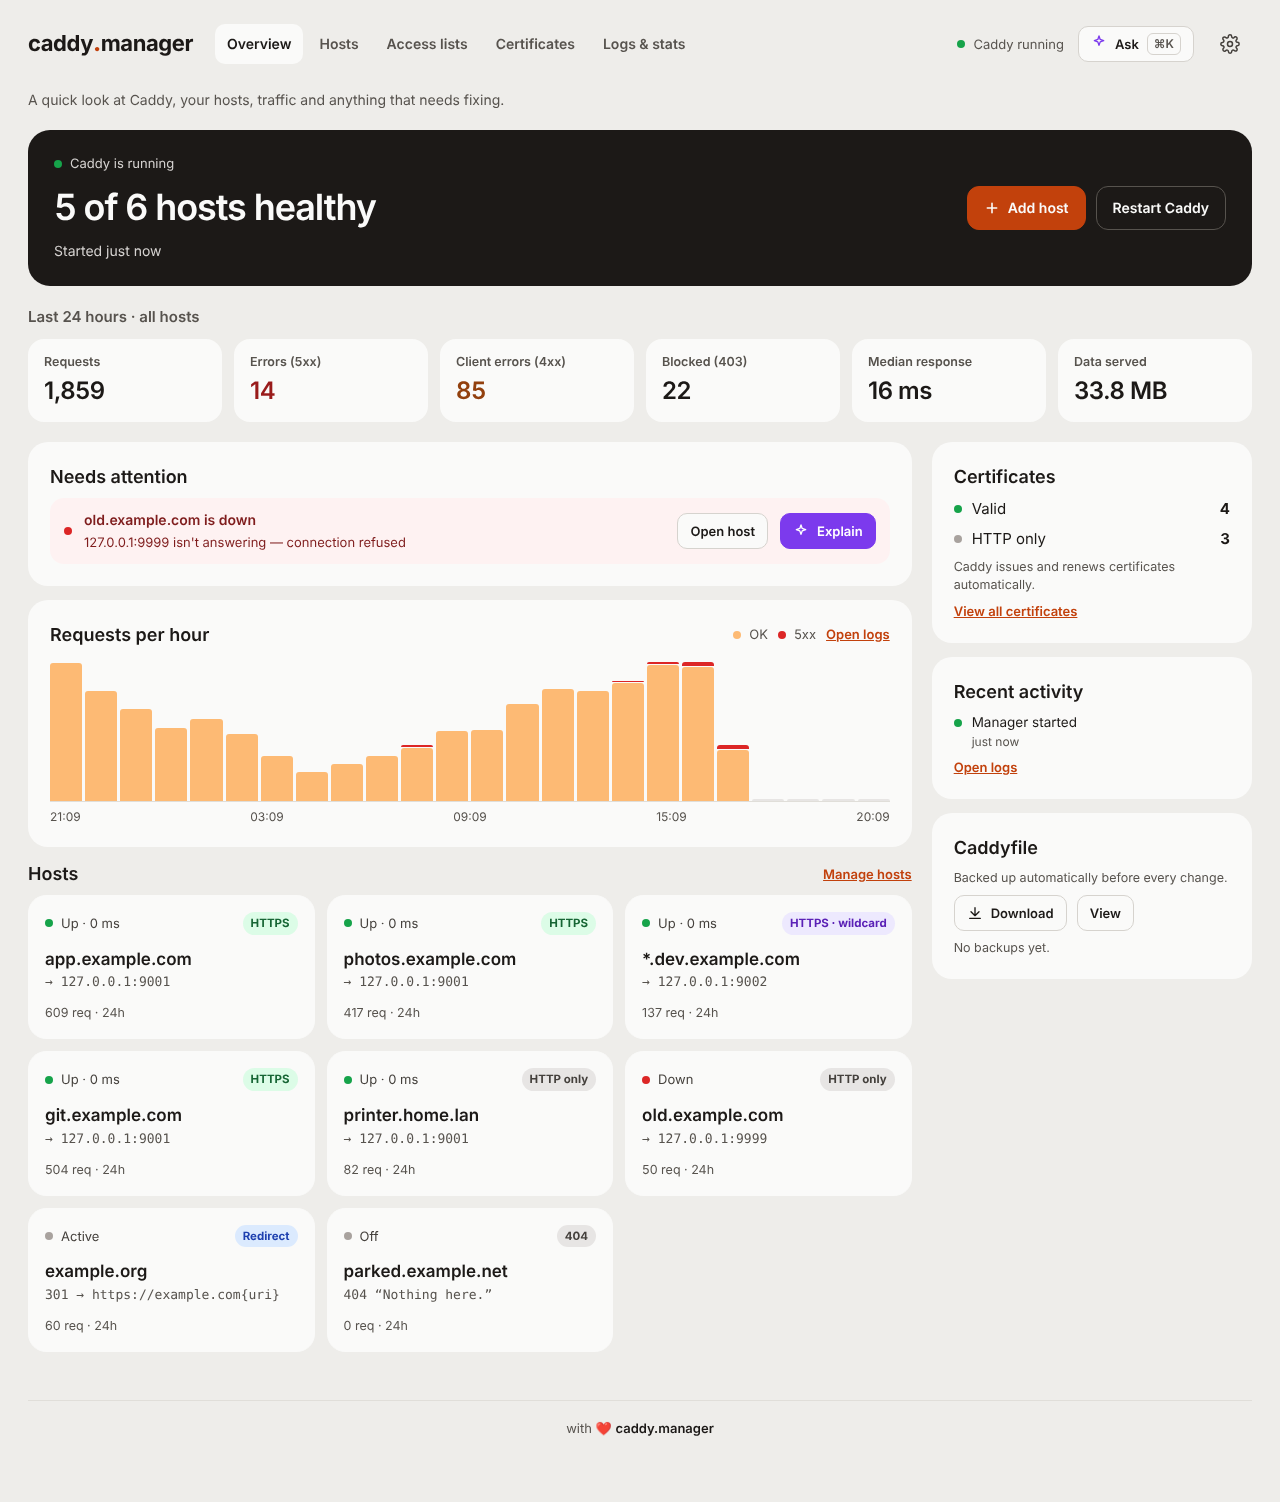 caddy.manager
Overview
Hosts
Access lists
Certificates
Logs & stats
Caddy running
Ask
⌘K
A quick look at Caddy, your hosts, traffic and anything that needs fixing.
Caddy is running
5 of 6 hosts healthy
Started just now
Add host
Restart Caddy
Last 24 hours · all hosts
Requests
1,859
Errors (5xx)
14
Client errors (4xx)
85
Blocked (403)
22
Median response
16 ms
Data served
33.8 MB
Needs attention
old.example.com is down
127.0.0.1:9999 isn't answering — connection refused
Open host
Explain
Requests per hour
OK
5xx
Open logs
21:09
03:09
09:09
15:09
20:09
Certificates
Valid 4
HTTP only 3
Caddy issues and renews certificates
automatically.
View all certificates
Recent activity
Manager started
just now
Open logs
Caddyfile
Backed up automatically before every change.
Download
View
No backups yet.
Hosts
Manage hosts
Up · 0 ms
HTTPS
app.example.com
→ 127.0.0.1:9001
609 req · 24h
Up · 0 ms
HTTPS
photos.example.com
→ 127.0.0.1:9001
417 req · 24h
Up · 0 ms
HTTPS · wildcard
*.dev.example.com
→ 127.0.0.1:9002
137 req · 24h
Up · 0 ms
HTTPS
git.example.com
→ 127.0.0.1:9001
504 req · 24h
Up · 0 ms
HTTP only
printer.home.lan
→ 127.0.0.1:9001
82 req · 24h
Down
HTTP only
old.example.com
→ 127.0.0.1:9999
50 req · 24h
Active
Redirect
example.org
301 → https://example.com{uri}
60 req · 24h
Off
404
parked.example.net
404 “Nothing here.”
0 req · 24h
with ❤️ caddy.manager